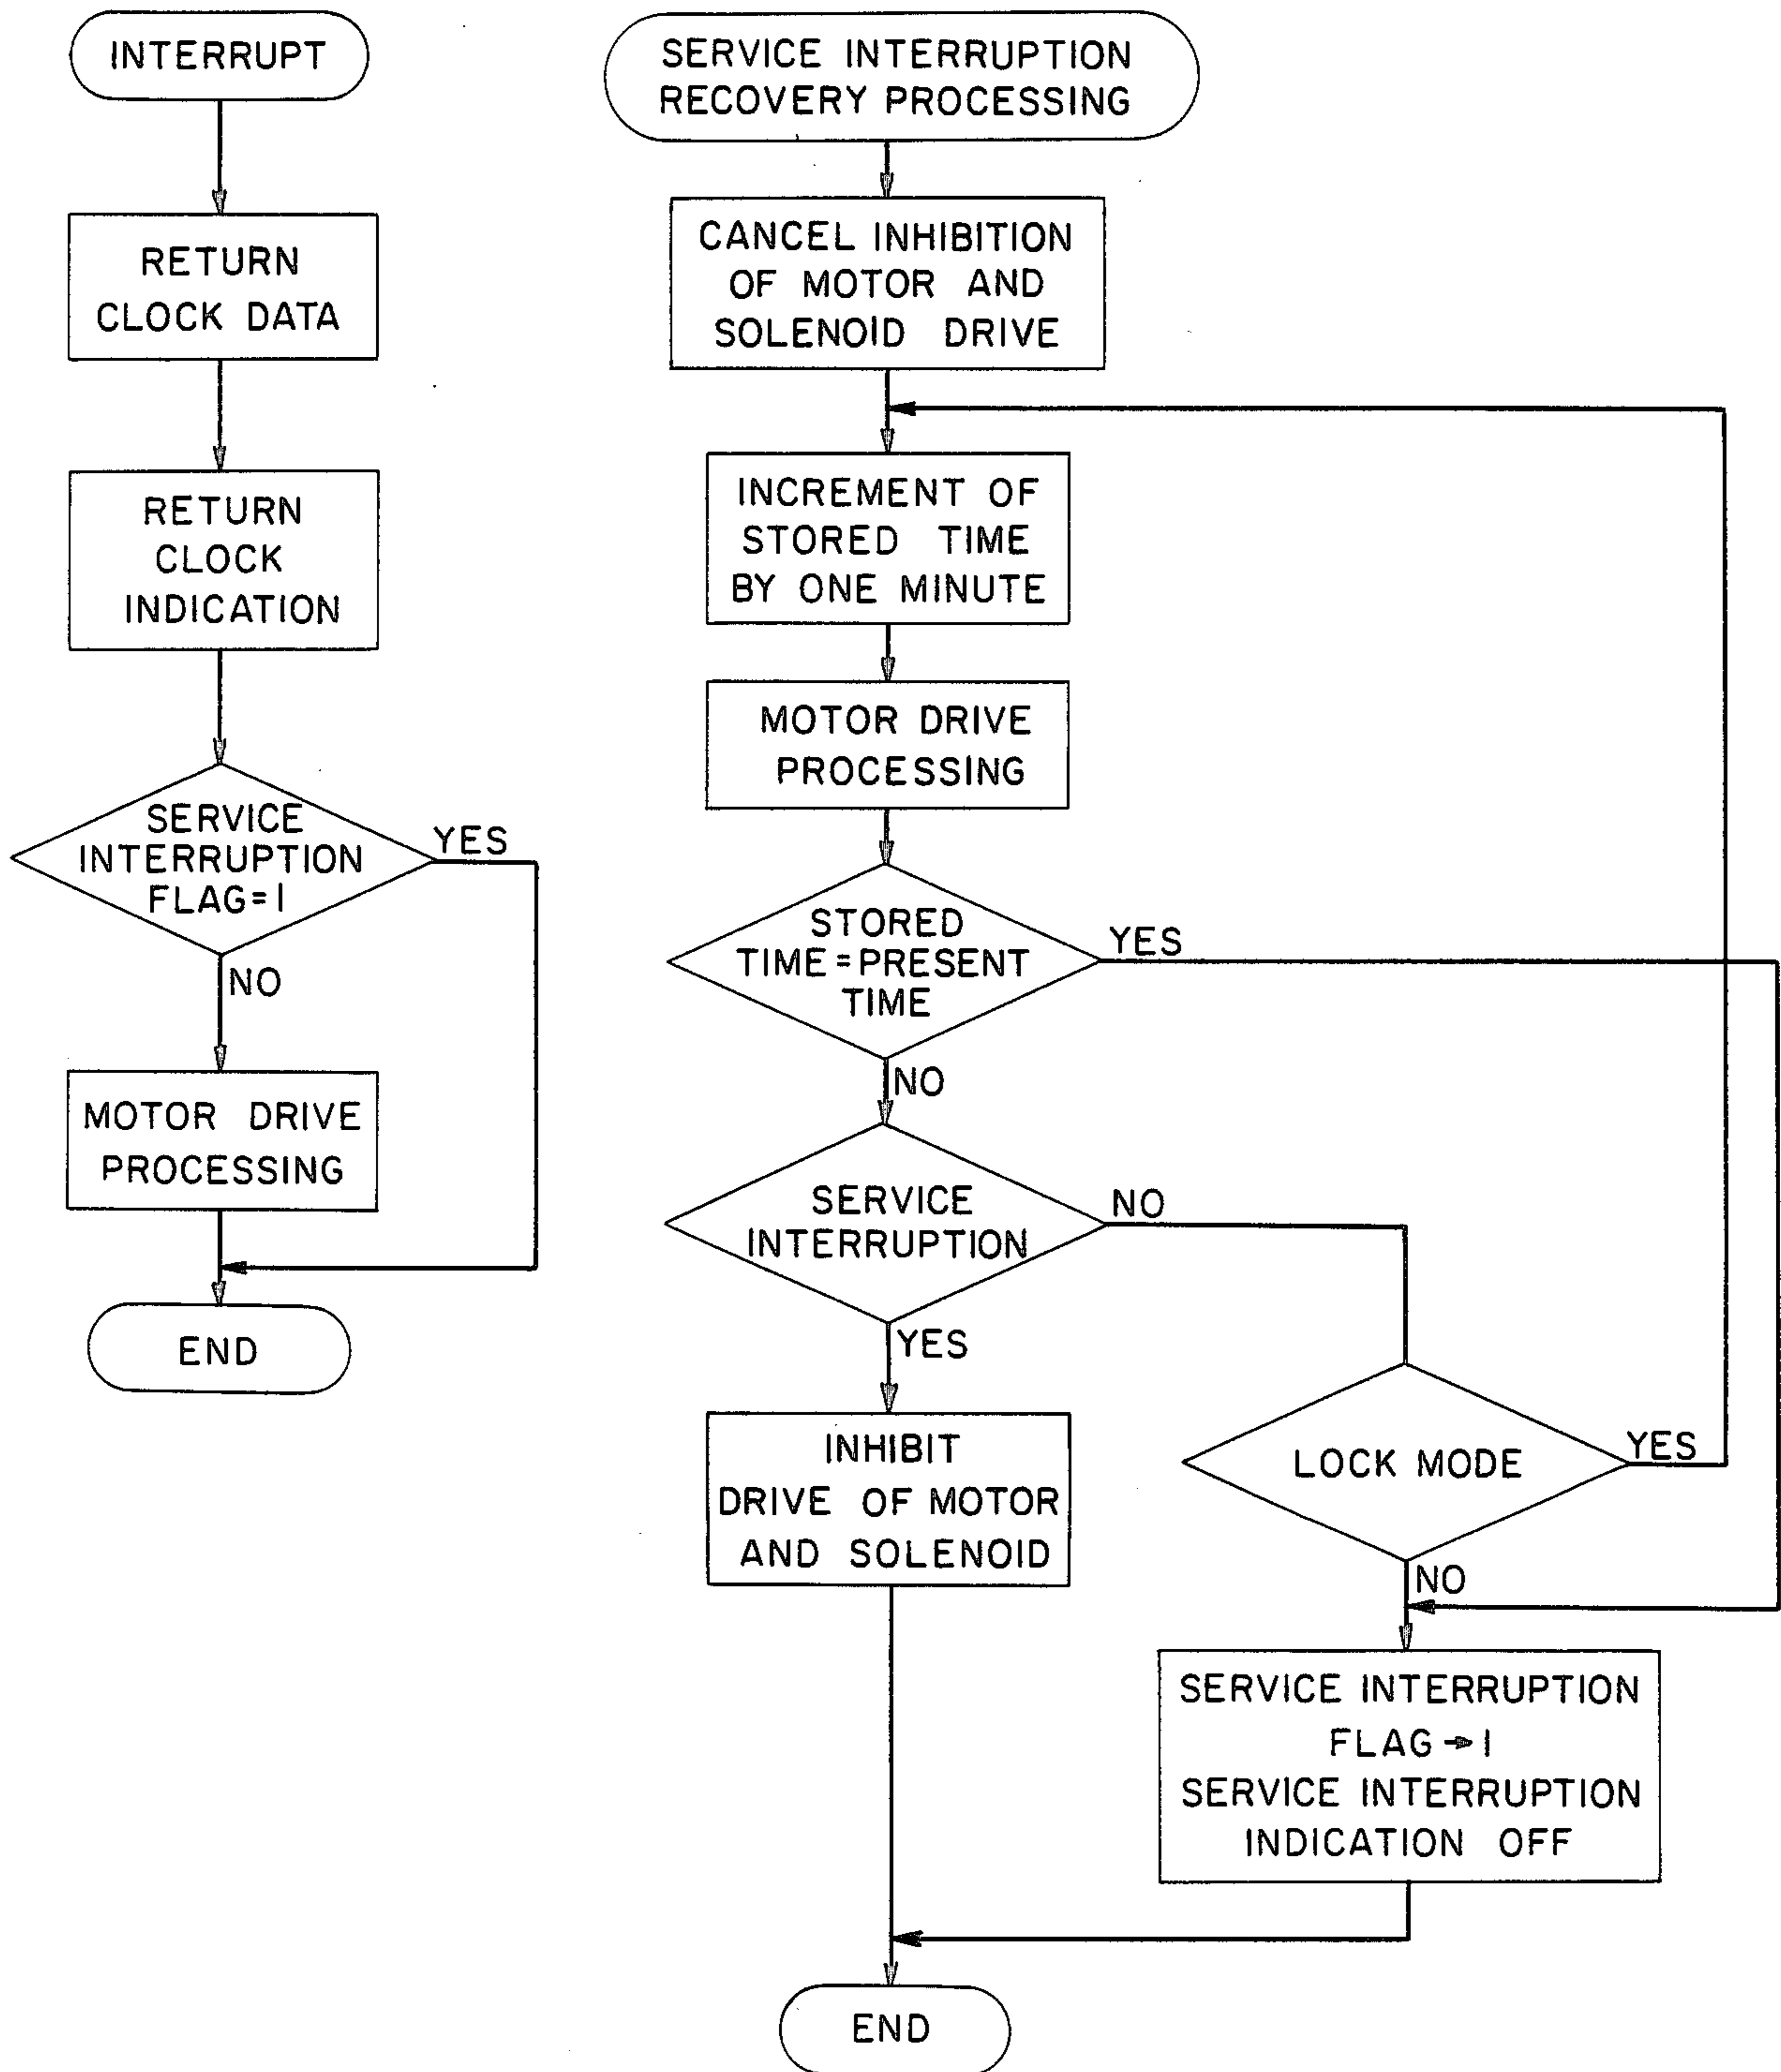 INTERRUPT
RETURN
CLOCK DATA
RETURN
CLOCK
INDICATION
SERVICE
INTERRUPTION
FLAG=1
YES
NO
MOTOR DRIVE
PROCESSING
END
SERVICE INTERRUPTION
RECOVERY PROCESSING
CANCEL INHIBITION
OF MOTOR AND
SOLENOID DRIVE
INCREMENT OF
STORED TIME
BY ONE MINUTE
MOTOR DRIVE
PROCESSING
STORED
TIME=PRESENT
TIME
YES
NO
SERVICE
INTERRUPTION
NO
YES
INHIBIT
DRIVE OF MOTOR
AND SOLENOID
LOCK MODE
YES
NO
SERVICE INTERRUPTION
FLAG→1
SERVICE INTERRUPTION
INDICATION OFF
END